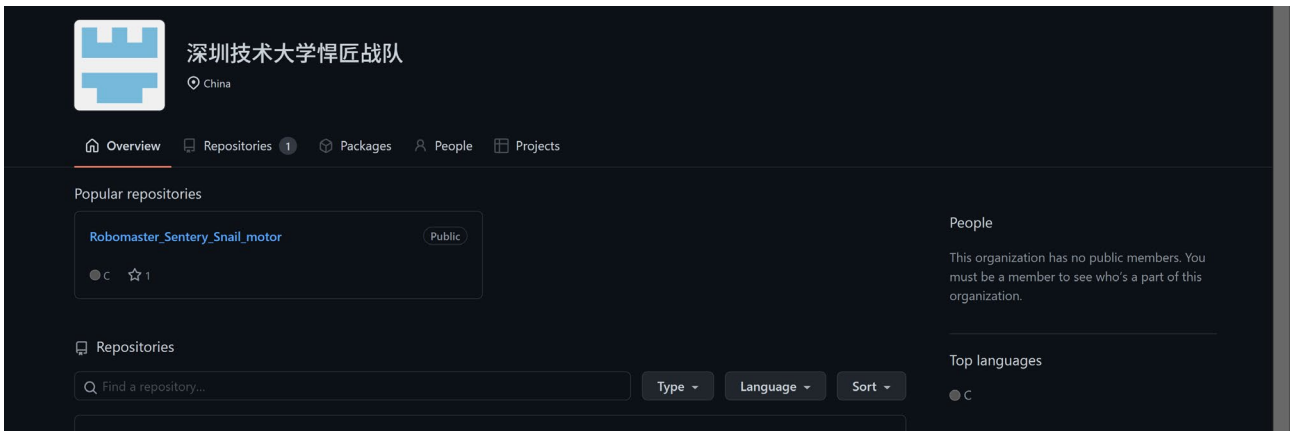 深圳技术大学悍匠战队
China
Overview Repositories 1 Packages People Projects
Popular repositories
Robomaster_Sentery_Snail_motor Public
C 1
People
This organization has no public members. You
must be a member to see who's a part of this
organization.
Repositories
Find a repository... Type Language Sort
Top languages
C